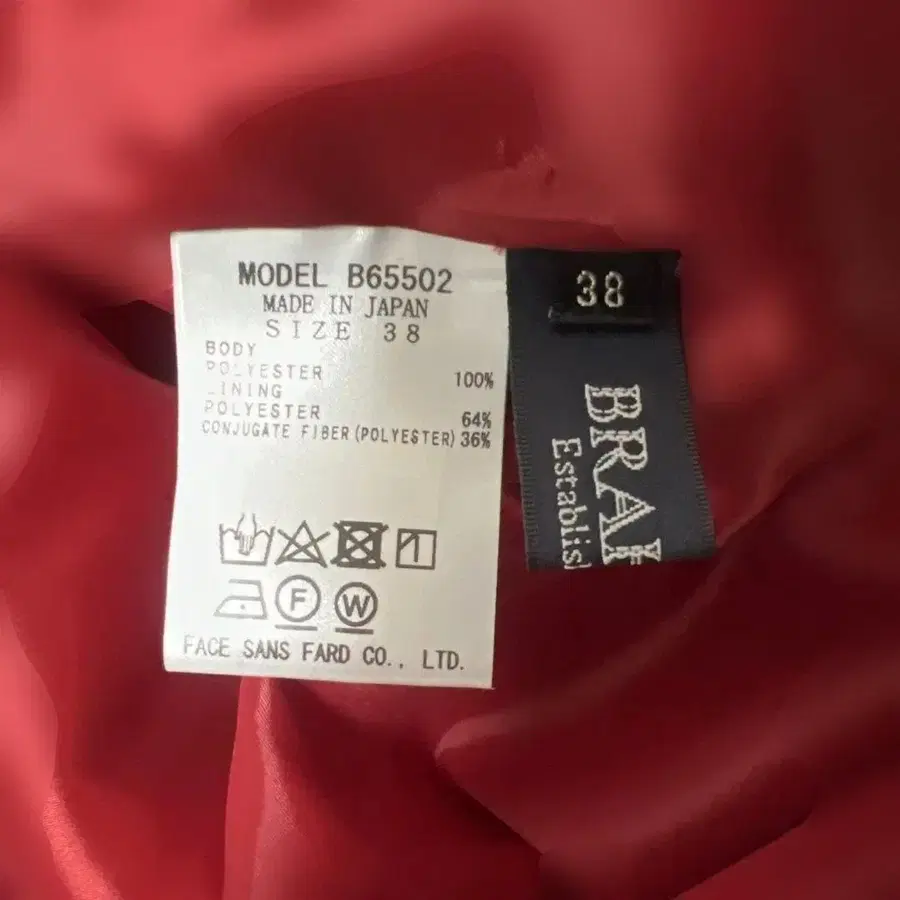 MODEL B65502
MADE IN JAPAN
SIZE 38
BODY
POLYESTER 100%
LINING
POLYESTER 64%
CONJUGATE FIBER(POLYESTER) 36%
F W
FACE SANS FARD CO., LTD.
38
BRAH
Establis